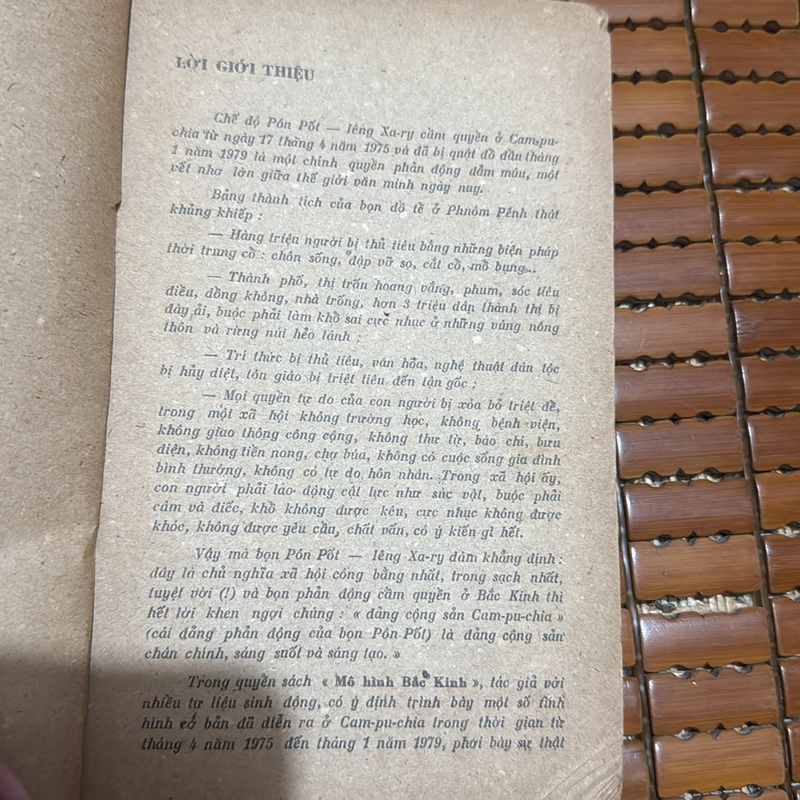 LỜI GIỚI THIỆU
Chế độ Pôn Pốt — Iêng Xa-ry cầm quyền ở Cam-pu-
chia từ ngày 17 tháng 4 năm 1975 và đã bị quật đổ đầu tháng
1 năm 1979 là một chính quyền phản động đẫm máu, một
vết nhơ lớn giữa thế giới văn minh ngày nay.
Bảng thành tích của bọn đồ tể ở Phnôm Pênh thật
khủng khiếp :
— Hàng triệu người bị thủ tiêu bằng những biện pháp
thời trung cổ : chôn sống, đập vỡ sọ, cắt cổ, mổ bụng...
— Thành phố, thị trấn hoang vắng, phum, sóc tiêu
điều, đồng không, nhà trống, hơn 3 triệu dân thành thị bị
đày ải, buộc phải làm khổ sai cực nhục ở những vùng nông
thôn và rừng núi hẻo lánh ;
— Trí thức bị thủ tiêu, văn hóa, nghệ thuật dân tộc
bị hủy diệt, tôn giáo bị triệt tiêu đến tận gốc ;
— Mọi quyền tự do của con người bị xóa bỏ triệt để,
trong một xã hội không trường học, không bệnh viện,
không giao thông công cộng, không thư từ, báo chí, bưu
điện, không tiền nong, chợ búa, không có cuộc sống gia đình
bình thường, không có tự do hôn nhân. Trong xã hội ấy,
con người phải lao động cật lực như súc vật, buộc phải
câm và điếc, khổ không được kêu, cực nhục không được
khóc, không được yêu cầu, chất vấn, có ý kiến gì hết.
Vậy mà bọn Pôn Pốt — Iêng Xa-ry dám khẳng định :
đây là chủ nghĩa xã hội công bằng nhất, trong sạch nhất,
tuyệt vời (!) và bọn phản động cầm quyền ở Bắc Kinh thì
hết lời khen ngợi chúng : « đảng cộng sản Cam-pu-chia »
(cái đảng phản động của bọn Pôn Pốt) là đảng cộng sản
chân chính, sáng suốt và sáng tạo. »
Trong quyển sách « Mô hình Bắc Kinh », tác giả với
nhiều tư liệu sinh động, có ý định trình bày một số tình
hình cơ bản đã diễn ra ở Cam-pu-chia trong thời gian từ
tháng 4 năm 1975 đến tháng 1 năm 1979, phơi bày sự thật